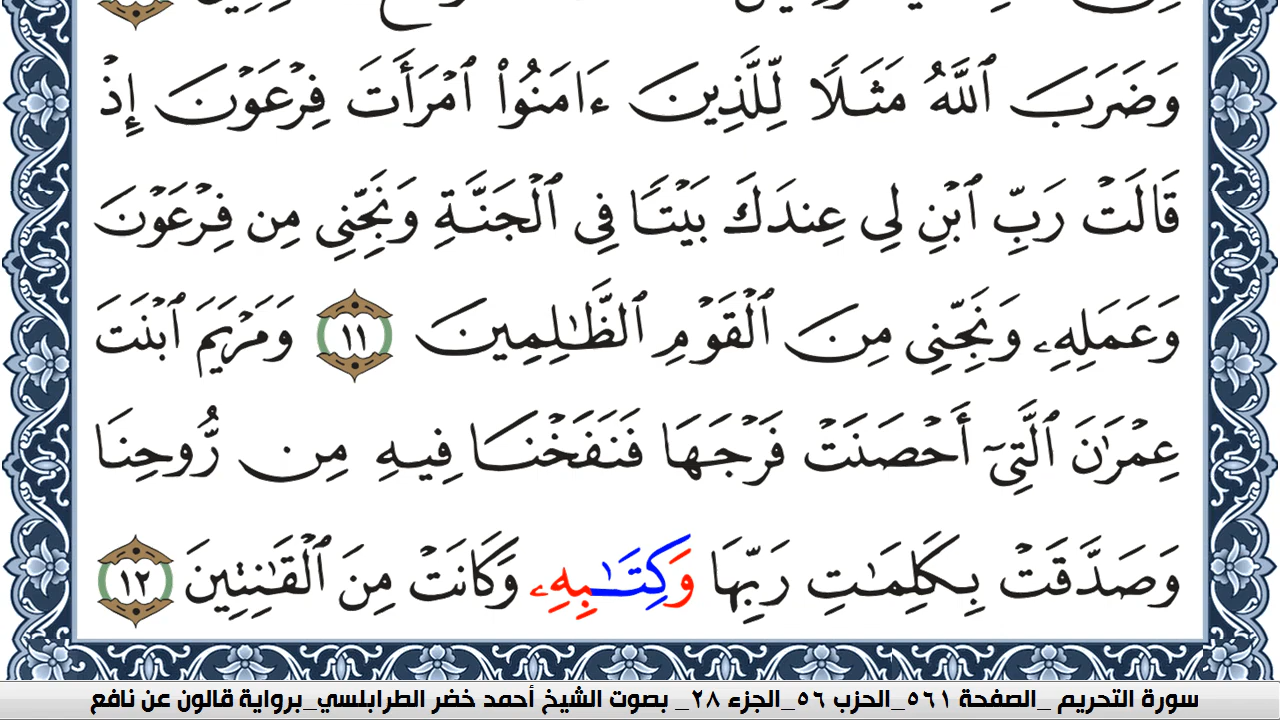 وَضَرَبَ ٱللَّهُ مَثَلًا لِّلَّذِينَ ءَامَنُوا۟ ٱمْرَأَتَ فِرْعَوْنَ إِذْ
قَالَتْ رَبِّ ٱبْنِ لِى عِندَكَ بَيْتًا فِى ٱلْجَنَّةِ وَنَجِّنِى مِن فِرْعَوْنَ
وَعَمَلِهِۦ وَنَجِّنِى مِنَ ٱلْقَوْمِ ٱلظَّٰلِمِينَ ١١ وَمَرْيَمَ ٱبْنَتَ
عِمْرَٰنَ ٱلَّتِىٓ أَحْصَنَتْ فَرْجَهَا فَنَفَخْنَا فِيهِ مِن رُّوحِنَا
وَصَدَّقَتْ بِكَلِمَٰتِ رَبِّهَا وَكِتَٰبِهِۦ وَكَانَتْ مِنَ ٱلْقَٰنِتِينَ ١٢
سورة التحريم _الصفحة ٥٦١_الحزب ٥٦_الجزء ٢٨_ بصوت الشيخ أحمد خضر الطرابلسي_برواية قالون عن نافع